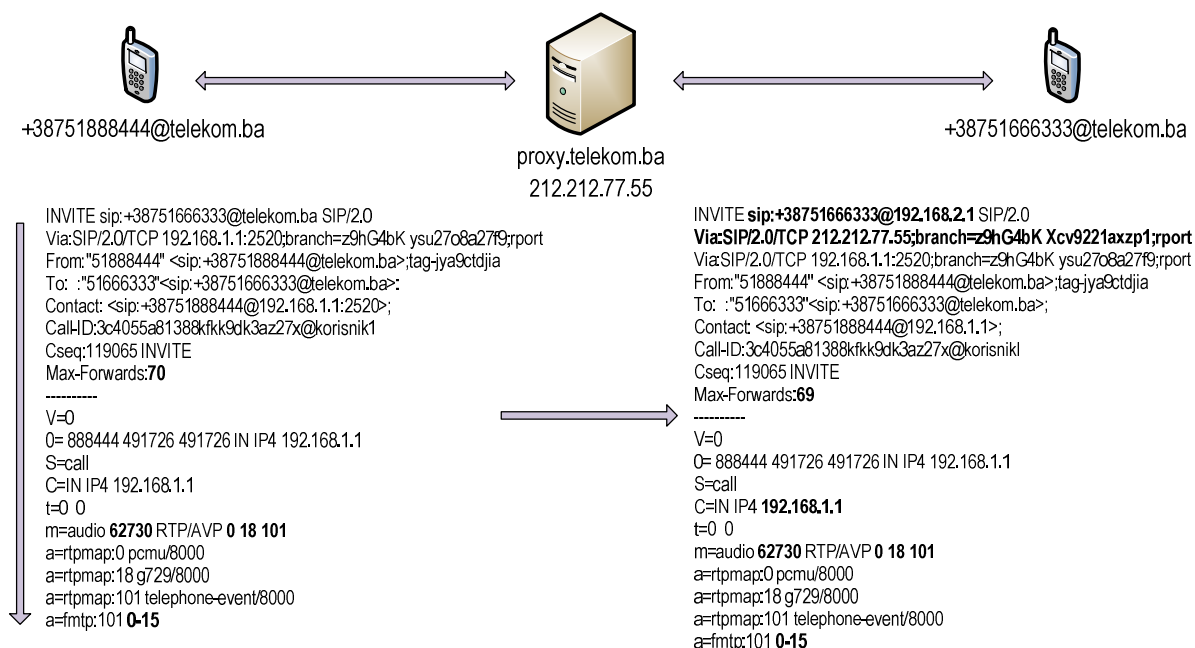 +38751888444@telekom.ba
proxy.telekom.ba
212.212.77.55
+38751666333@telekom.ba
INVITE sip:+38751666333@telekom.ba SIP/2.0
Via:SIP/2.0/TCP 192.168.1.1:2520;branch=z9hG4bK ysu27o8a27f9;rport
From:"51888444" <sip:+38751888444@telekom.ba>;tag-jya9ctdjia
To: :"51666333"<sip:+38751666333@telekom.ba>:
Contact: <sip:+38751888444@192.168.1.1:2520>;
Call-ID:3c4055a81388kfkk9dk3az27x@korisnik1
Cseq:119065 INVITE
Max-Forwards:70
----------
V=0
0= 888444 491726 491726 IN IP4 192.168.1.1
S=call
C=IN IP4 192.168.1.1
t=0 0
m=audio 62730 RTP/AVP 0 18 101
a=rtpmap:0 pcmu/8000
a=rtpmap:18 g729/8000
a=rtpmap:101 telephone-event/8000
a=fmtp:101 0-15
INVITE sip:+38751666333@192.168.2.1 SIP/2.0
Via:SIP/2.0/TCP 212.212.77.55;branch=z9hG4bK Xcv9221axzp1;rport
Via:SIP/2.0/TCP 192.168.1.1:2520;branch=z9hG4bK ysu27o8a27f9;rport
From:"51888444" <sip:+38751888444@telekom.ba>;tag-jya9ctdjia
To: :"51666333"<sip:+38751666333@telekom.ba>;
Contact: <sip:+38751888444@192.168.1.1>;
Call-ID:3c4055a81388kfkk9dk3az27x@korisnikl
Cseq:119065 INVITE
Max-Forwards:69
----------
V=0
0= 888444 491726 491726 IN IP4 192.168.1.1
S=call
C=IN IP4 192.168.1.1
t=0 0
m=audio 62730 RTP/AVP 0 18 101
a=rtpmap:0 pcmu/8000
a=rtpmap:18 g729/8000
a=rtpmap:101 telephone-event/8000
a=fmtp:101 0-15